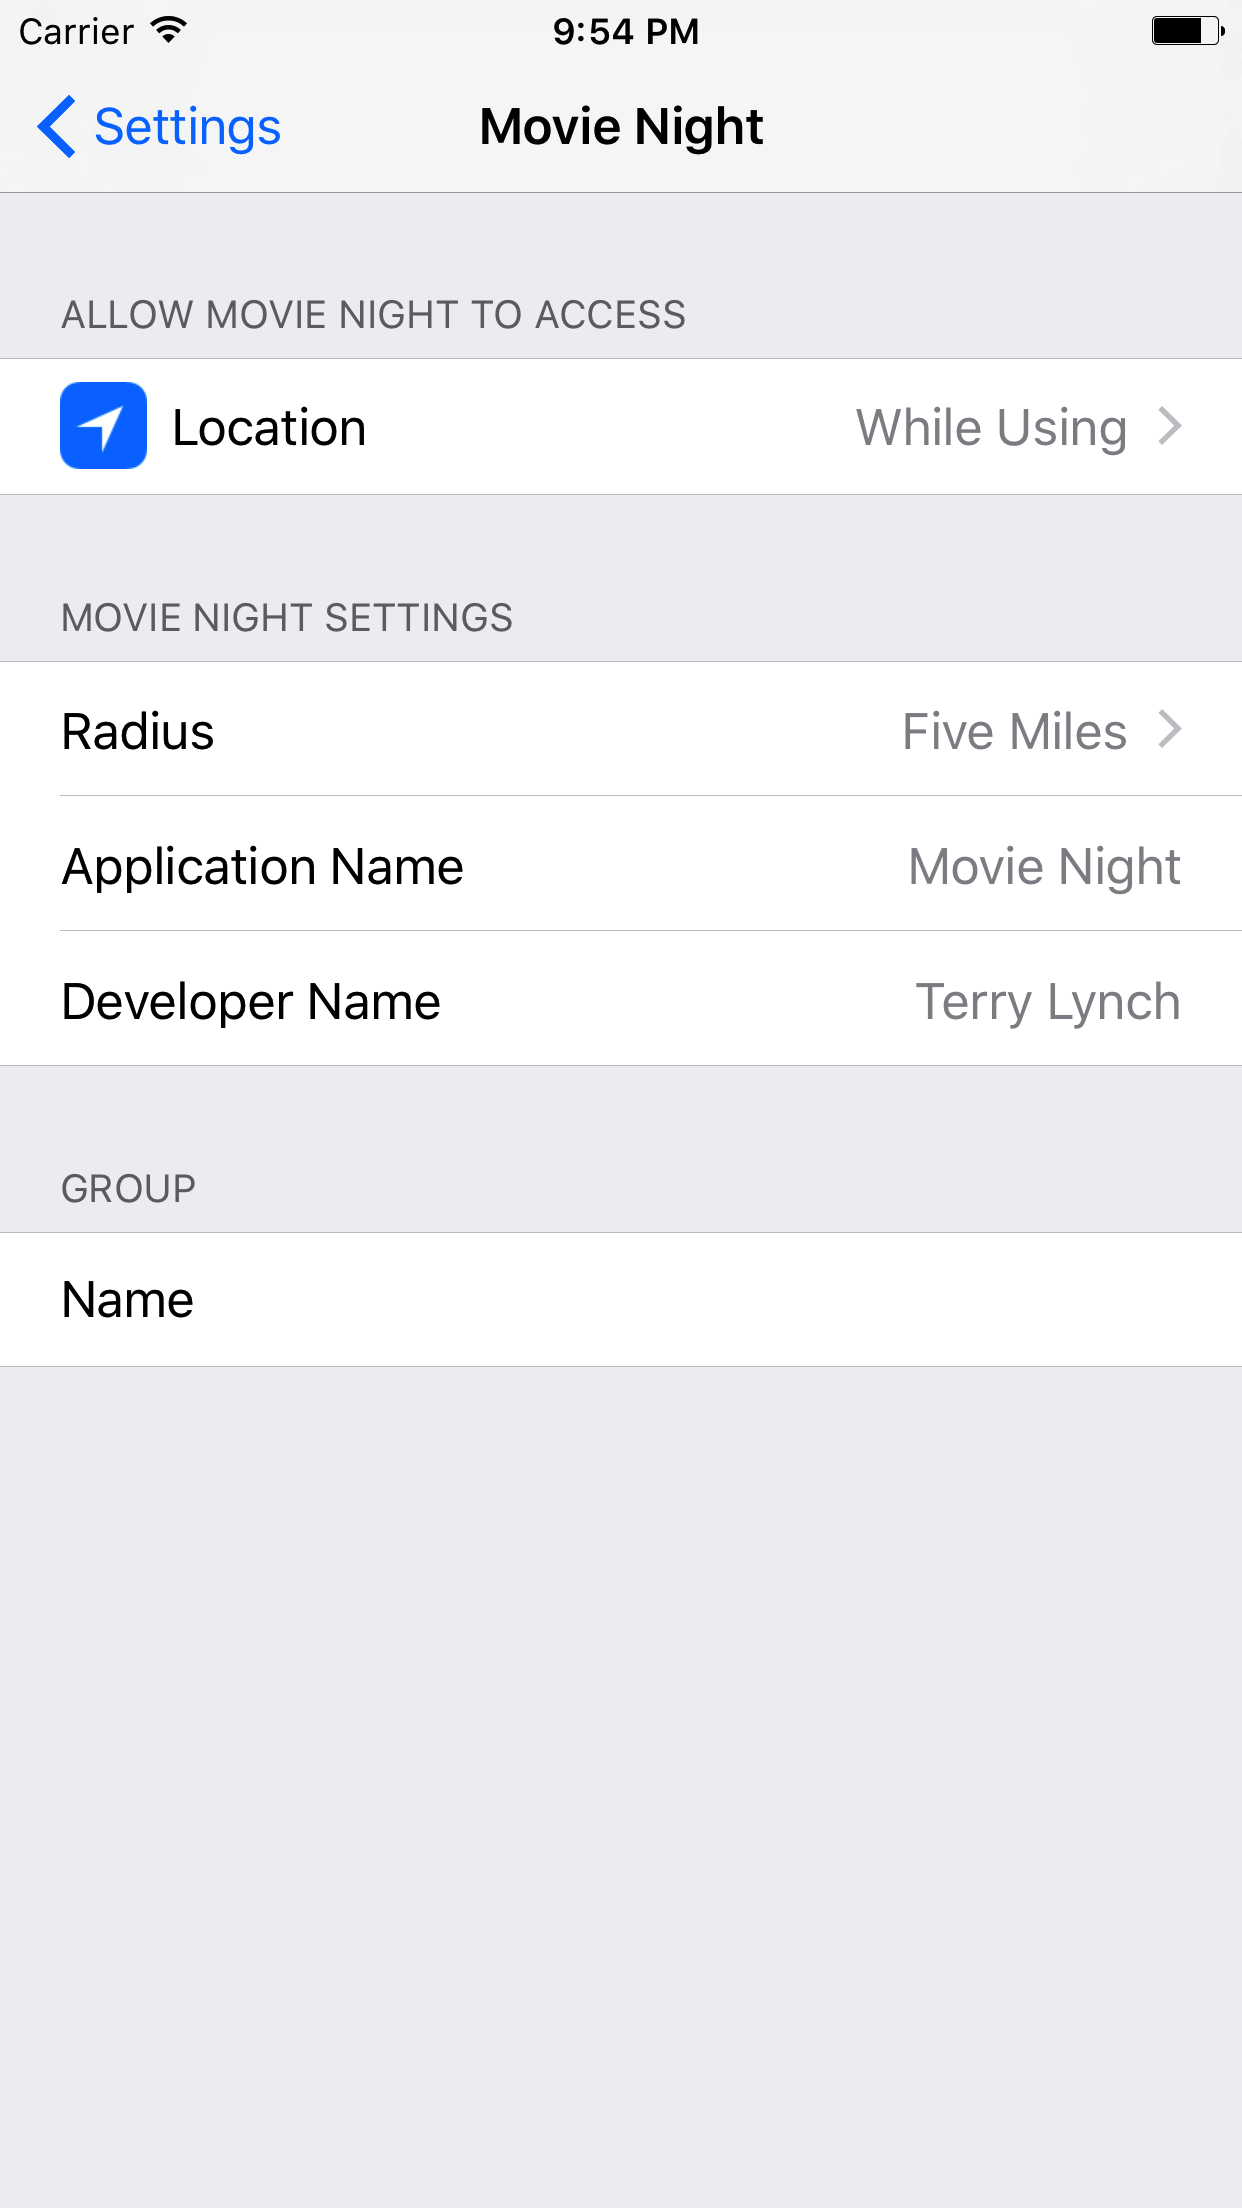 Carrier 9:54 PM
Settings Movie Night
ALLOW MOVIE NIGHT TO ACCESS
Location While Using
MOVIE NIGHT SETTINGS
Radius Five Miles
Application Name Movie Night
Developer Name Terry Lynch
GROUP
Name